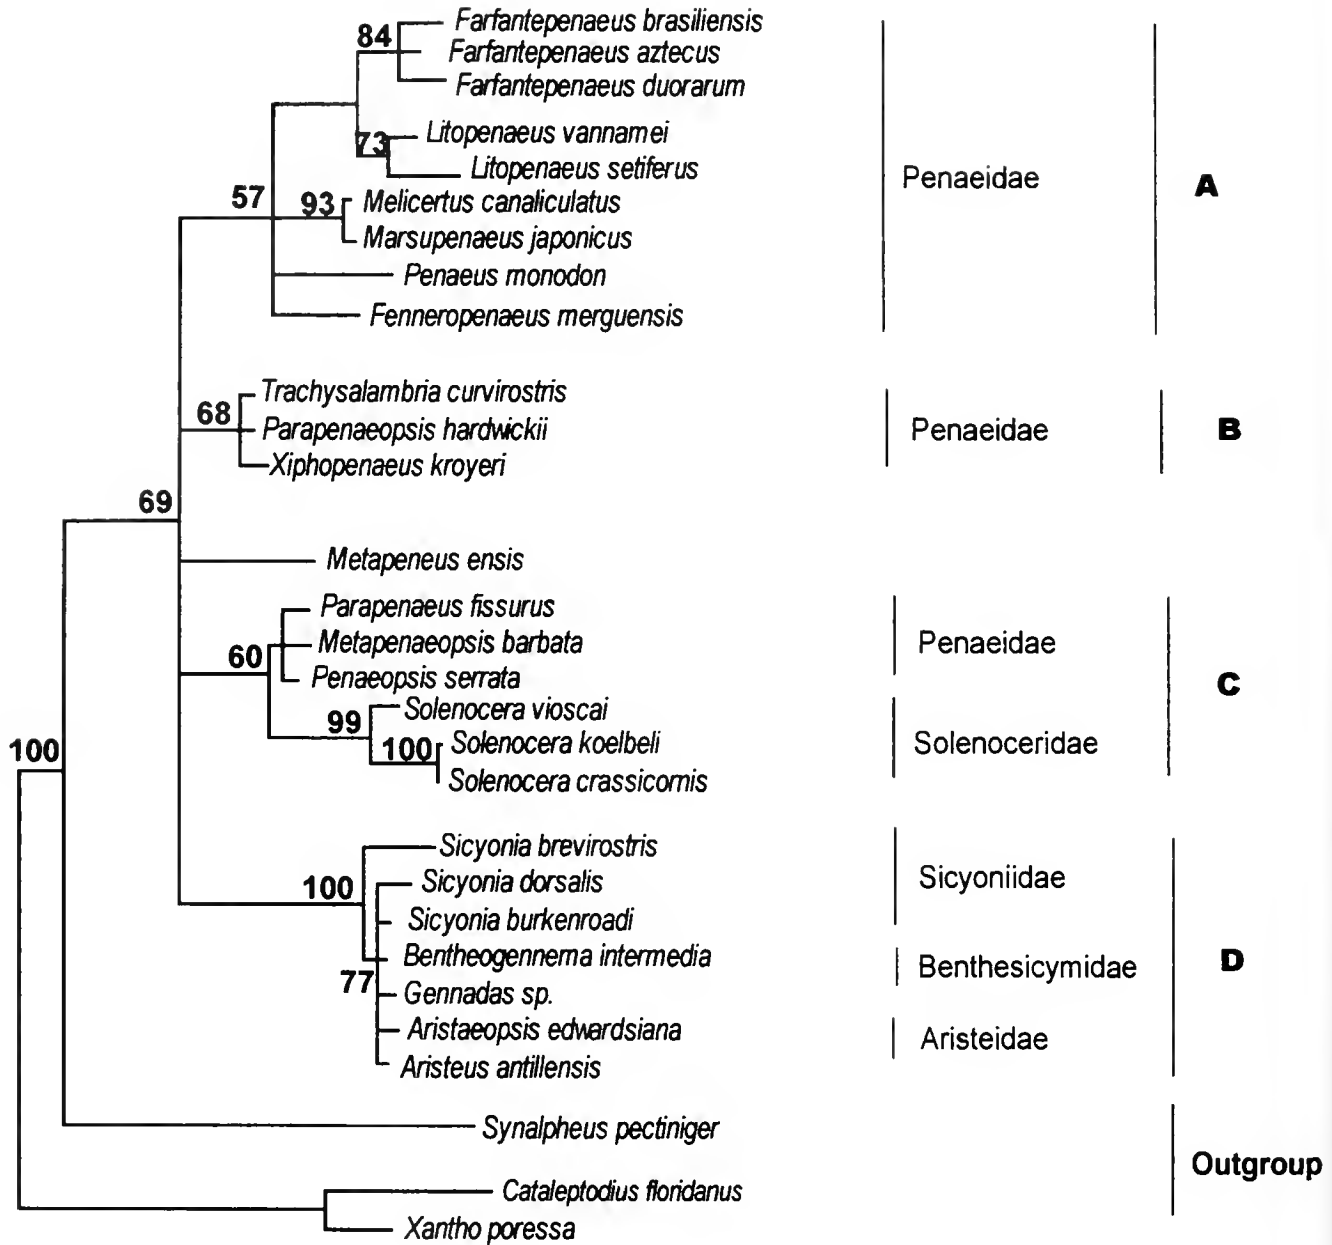 Farfantepenaeus brasiliensis
84
Farfantepenaeus aztecus
Farfantepenaeus duorarum
Litopenaeus vannamei
73
Litopenaeus setiferus
Penaeidae
A
57
93
Melicertus canaliculatus
Marsupenaeus japonicus
Penaeus monodon
Fenneropenaeus merguensis
Trachysalambria curvirostris
68
Parapenaeopsis hardwickii
Penaeidae
B
Xiphopenaeus kroyeri
69
Metapeneus ensis
Parapenaeus fissurus
Metapenaeopsis barbata
Penaeidae
60
Penaeopsis serrata
C
Solenocera vioscai
99
100
Solenocera koelbeli
Solenoceridae
100
Solenocera crassicornis
Sicyonia brevirostris
Sicyonia dorsalis
Sicyoniidae
100
Sicyonia burkenroadi
Bentheogennema intermedia
Benthesicymidae
D
77
Gennadas sp.
Aristaeopsis edwardsiana
Aristeidae
Aristeus antillensis
Synalpheus pectiniger
Outgroup
Cataleptodius floridanus
Xantho poressa